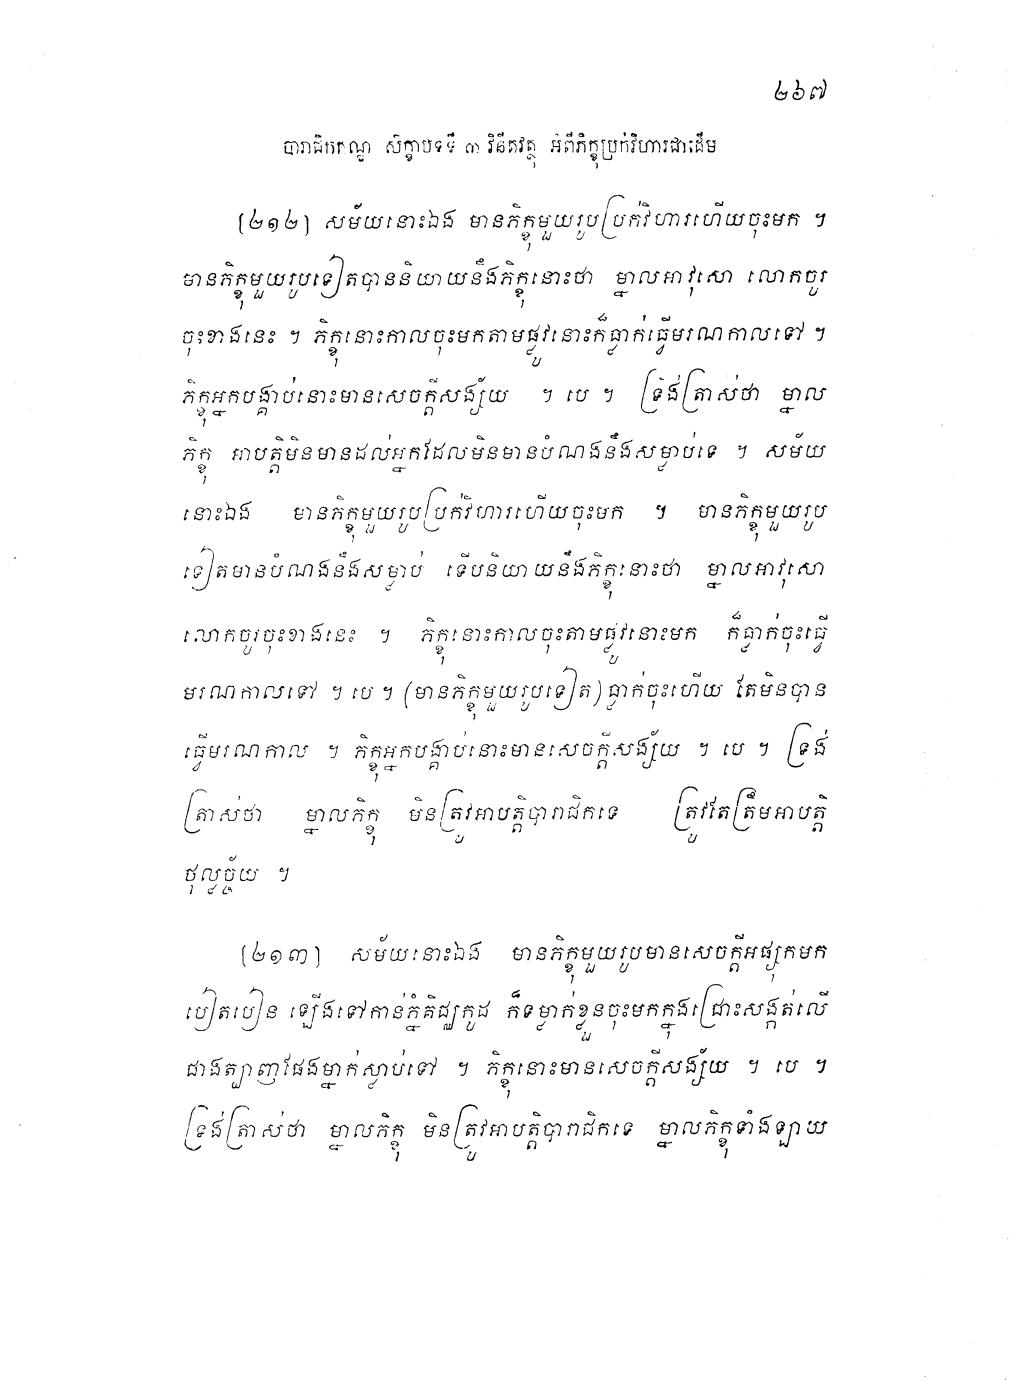 ២៦៧
បារាជិកកណ្ឌ សិក្ខាបទទី ៣ វិនីតវត្ថុ អំពីភិក្ខុប្រក់វិហារជាដើម
[២១២] សម័យនោះឯង មានភិក្ខុមួយរូបប្រក់វិហារហើយចុះមក ។
មានភិក្ខុមួយរូបទៀតបាននិយាយនឹងភិក្ខុនោះថា ម្នាលអាវុសោ លោកចូរ
ចុះខាងនេះ ។ ភិក្ខុនោះកាលចុះមកតាមផ្លូវនោះក៏ធ្លាក់ធ្វើមរណកាលទៅ ។
ភិក្ខុអ្នកបង្គាប់នោះមានសេចក្តីសង្ស័យ ។ បេ ។ ទ្រង់ត្រាស់ថា ម្នាល
ភិក្ខុ អាបត្តិមិនមានដល់អ្នកដែលមិនមានបំណងនឹងសម្លាប់ទេ ។ សម័យ
នោះឯង មានភិក្ខុមួយរូបប្រក់វិហារហើយចុះមក ។ មានភិក្ខុមួយរូប
ទៀតមានបំណងនឹងសម្លាប់ ទើបនិយាយនឹងភិក្ខុនោះថា ម្នាលអាវុសោ
លោកចូរចុះខាងនេះ ។ ភិក្ខុនោះកាលចុះតាមផ្លូវនោះមក ក៏ធ្លាក់ចុះធ្វើ
មរណកាលទៅ ។ បេ ។ (មានភិក្ខុមួយរូបទៀត) ធ្លាក់ចុះហើយ តែមិនបាន
ធ្វើមរណកាល ។ ភិក្ខុអ្នកបង្គាប់នោះមានសេចក្តីសង្ស័យ ។ បេ ។ ទ្រង់
ត្រាស់ថា ម្នាលភិក្ខុ មិនត្រូវអាបត្តិបារាជិកទេ ត្រូវតែត្រឹមអាបត្តិ
ថុល្លច្ច័យ ។
[២១៣] សម័យនោះឯង មានភិក្ខុមួយរូបមានសេចក្តីអផ្សុកមក
បៀតបៀន ឡើងទៅកាន់ភ្នំគិជ្ឈកូដ ក៏ទម្លាក់ខ្លួនចុះមកក្នុងជ្រោះសង្កត់លើ
ជាងត្បាញផែងម្នាក់ស្លាប់ទៅ ។ ភិក្ខុនោះមានសេចក្តីសង្ស័យ ។ បេ ។
ទ្រង់ត្រាស់ថា ម្នាលភិក្ខុ មិនត្រូវអាបត្តិបារាជិកទេ ម្នាលភិក្ខុទាំងឡាយ